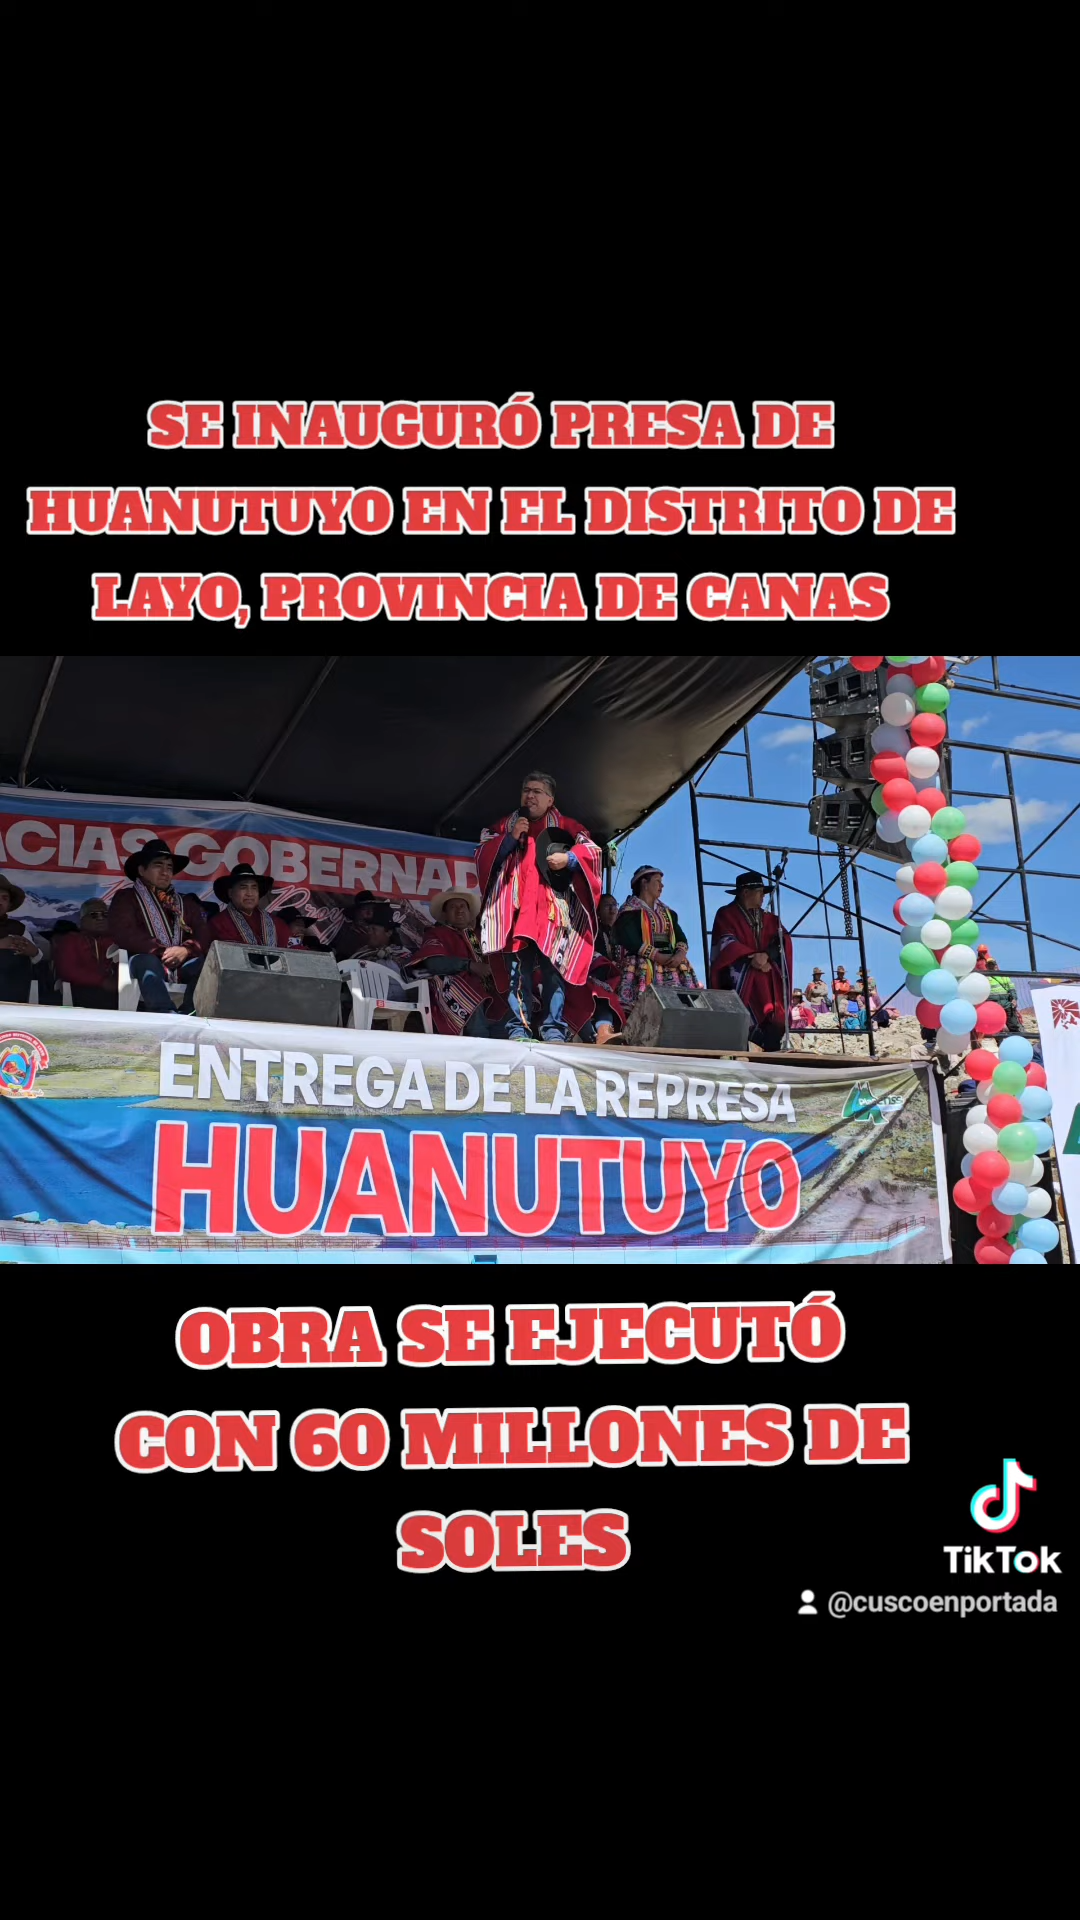 SE INAUGURÓ PRESA DE
HUANUTUYO EN EL DISTRITO DE
LAYO, PROVINCIA DE CANAS
ACIAS GOBERNAD
ENTREGA DE LA REPRESA
HUANUTUYO
OBRA SE EJECUTÓ
CON 60 MILLONES DE
SOLES
TikTok
@cuscoenportada